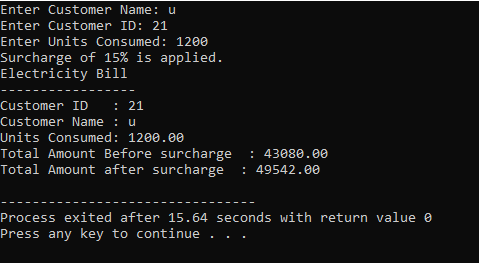 Enter Customer Name: u
Enter Customer ID: 21
Enter Units Consumed: 1200
Surcharge of 15% is applied.
Electricity Bill
-----------------
Customer ID   : 21
Customer Name : u
Units Consumed: 1200.00
Total Amount Before surcharge  : 43080.00
Total Amount after surcharge  : 49542.00

--------------------------------
Process exited after 15.64 seconds with return value 0
Press any key to continue . . .